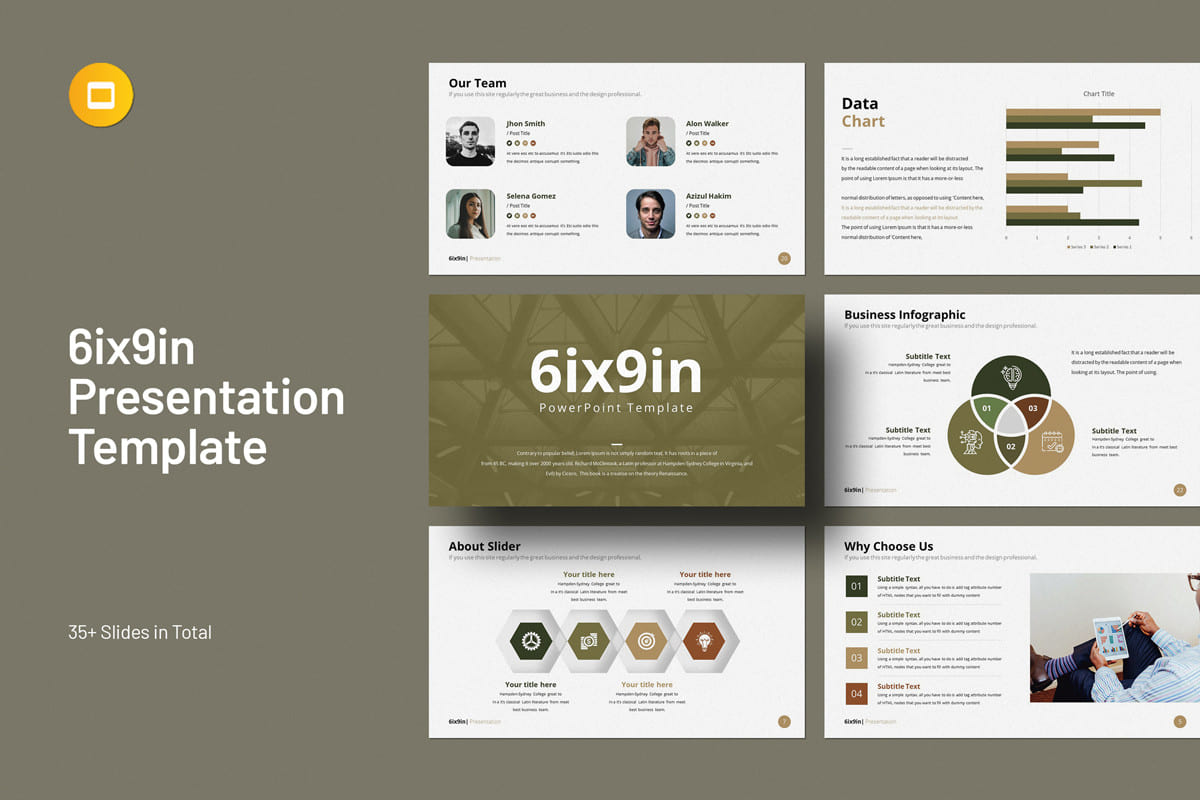 6ix9in
Presentation
Template
35+ Slides in Total
Our Team
If you use this site regularly the great business and the design professional.
Jhon Smith
/ Post Title
At vero eos etc to accusamus it's Ets iusto odio this
the decimos antique corrupti something.
Alon Walker
/ Post Title
At vero eos etc to accusamus it's Ets iusto odio this
the decimos antique corrupti something.
Selena Gomez
/ Post Title
At vero eos etc to accusamus it's Ets iusto odio this
the decimos antique corrupti something.
Azizul Hakim
/ Post Title
At vero eos etc to accusamus it's Ets iusto odio this
the decimos antique corrupti something.
6ix9in| Presentation
20
Data
Chart
It is a long established fact that a reader will be distracted
by the readable content of a page when looking at its layout. The
point of using Lorem Ipsum is that it has a more-or-less
normal distribution of letters, as opposed to using 'Content here,
It is a long established fact that a reader will be distracted by the
readable content of a page when looking at its layout.
The point of using Lorem Ipsum is that it has a more-or-less
normal distribution of 'Content here,
Chart Title
0 1 2 3 4 5 6
Series 3 Series 2 Series 1
6ix9in
PowerPoint Template
Contrary to popular belief, Lorem Ipsum is not simply random text. It has roots in a piece of
from 45 BC, making it over 2000 years old. Richard McClintock, a Latin professor at Hampden-Sydney College in Virginia, and
Evil) by Cicero, This book is a treatise on the theory Renaissance.
Business Infographic
If you use this site regularly the great business and the design professional.
Subtitle Text
Hampden-Sydney College great to
in a it's classical Latin literature from meet best
business team.
It is a long established fact that a reader will be
distracted by the readable content of a page when
looking at its layout. The point of using.
01
03
02
Subtitle Text
Hampden-Sydney College great to
in a it's classical Latin literature from meet best
business team.
Subtitle Text
Hampden-Sydney College great to
in a it's classical Latin literature from meet best
business team.
6ix9in| Presentation
22
About Slider
If you use this site regularly the great business and the design professional.
Your title here
Hampden-Sydney College great to
in a it's classical Latin literature from meet
best business team.
Your title here
Hampden-Sydney College great to
in a it's classical Latin literature from meet
best business team.
Your title here
Hampden-Sydney College great to
in a it's classical Latin literature from meet
best business team.
Your title here
Hampden-Sydney College great to
in a it's classical Latin literature from meet
best business team.
6ix9in| Presentation
7
Why Choose Us
If you use this site regularly the great business and the design professional.
01
Subtitle Text
Using a simple syntax, all you have to do is add tag attribute number
of HTML nodes that you want to fill with dummy content
02
Subtitle Text
Using a simple syntax, all you have to do is add tag attribute number
of HTML nodes that you want to fill with dummy content
03
Subtitle Text
Using a simple syntax, all you have to do is add tag attribute number
of HTML nodes that you want to fill with dummy content
04
Subtitle Text
Using a simple syntax, all you have to do is add tag attribute number
of HTML nodes that you want to fill with dummy content
6ix9in| Presentation
5